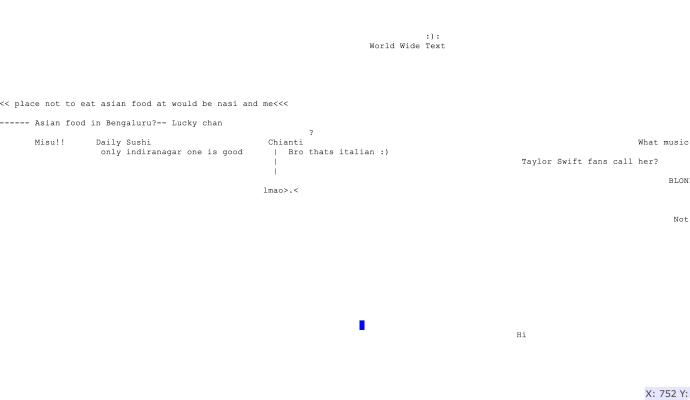 :):
World Wide Text
<< place not to eat asian food at would be nasi and me<<<
------ Asian food in Bengaluru?-- Lucky chan
?
Misu!! Daily Sushi Chianti What music
only indiranagar one is good | Bro thats italian :)
| Taylor Swift fans call her?
|
BLON
lmao>.<
Not
Hi
X: 752 Y: